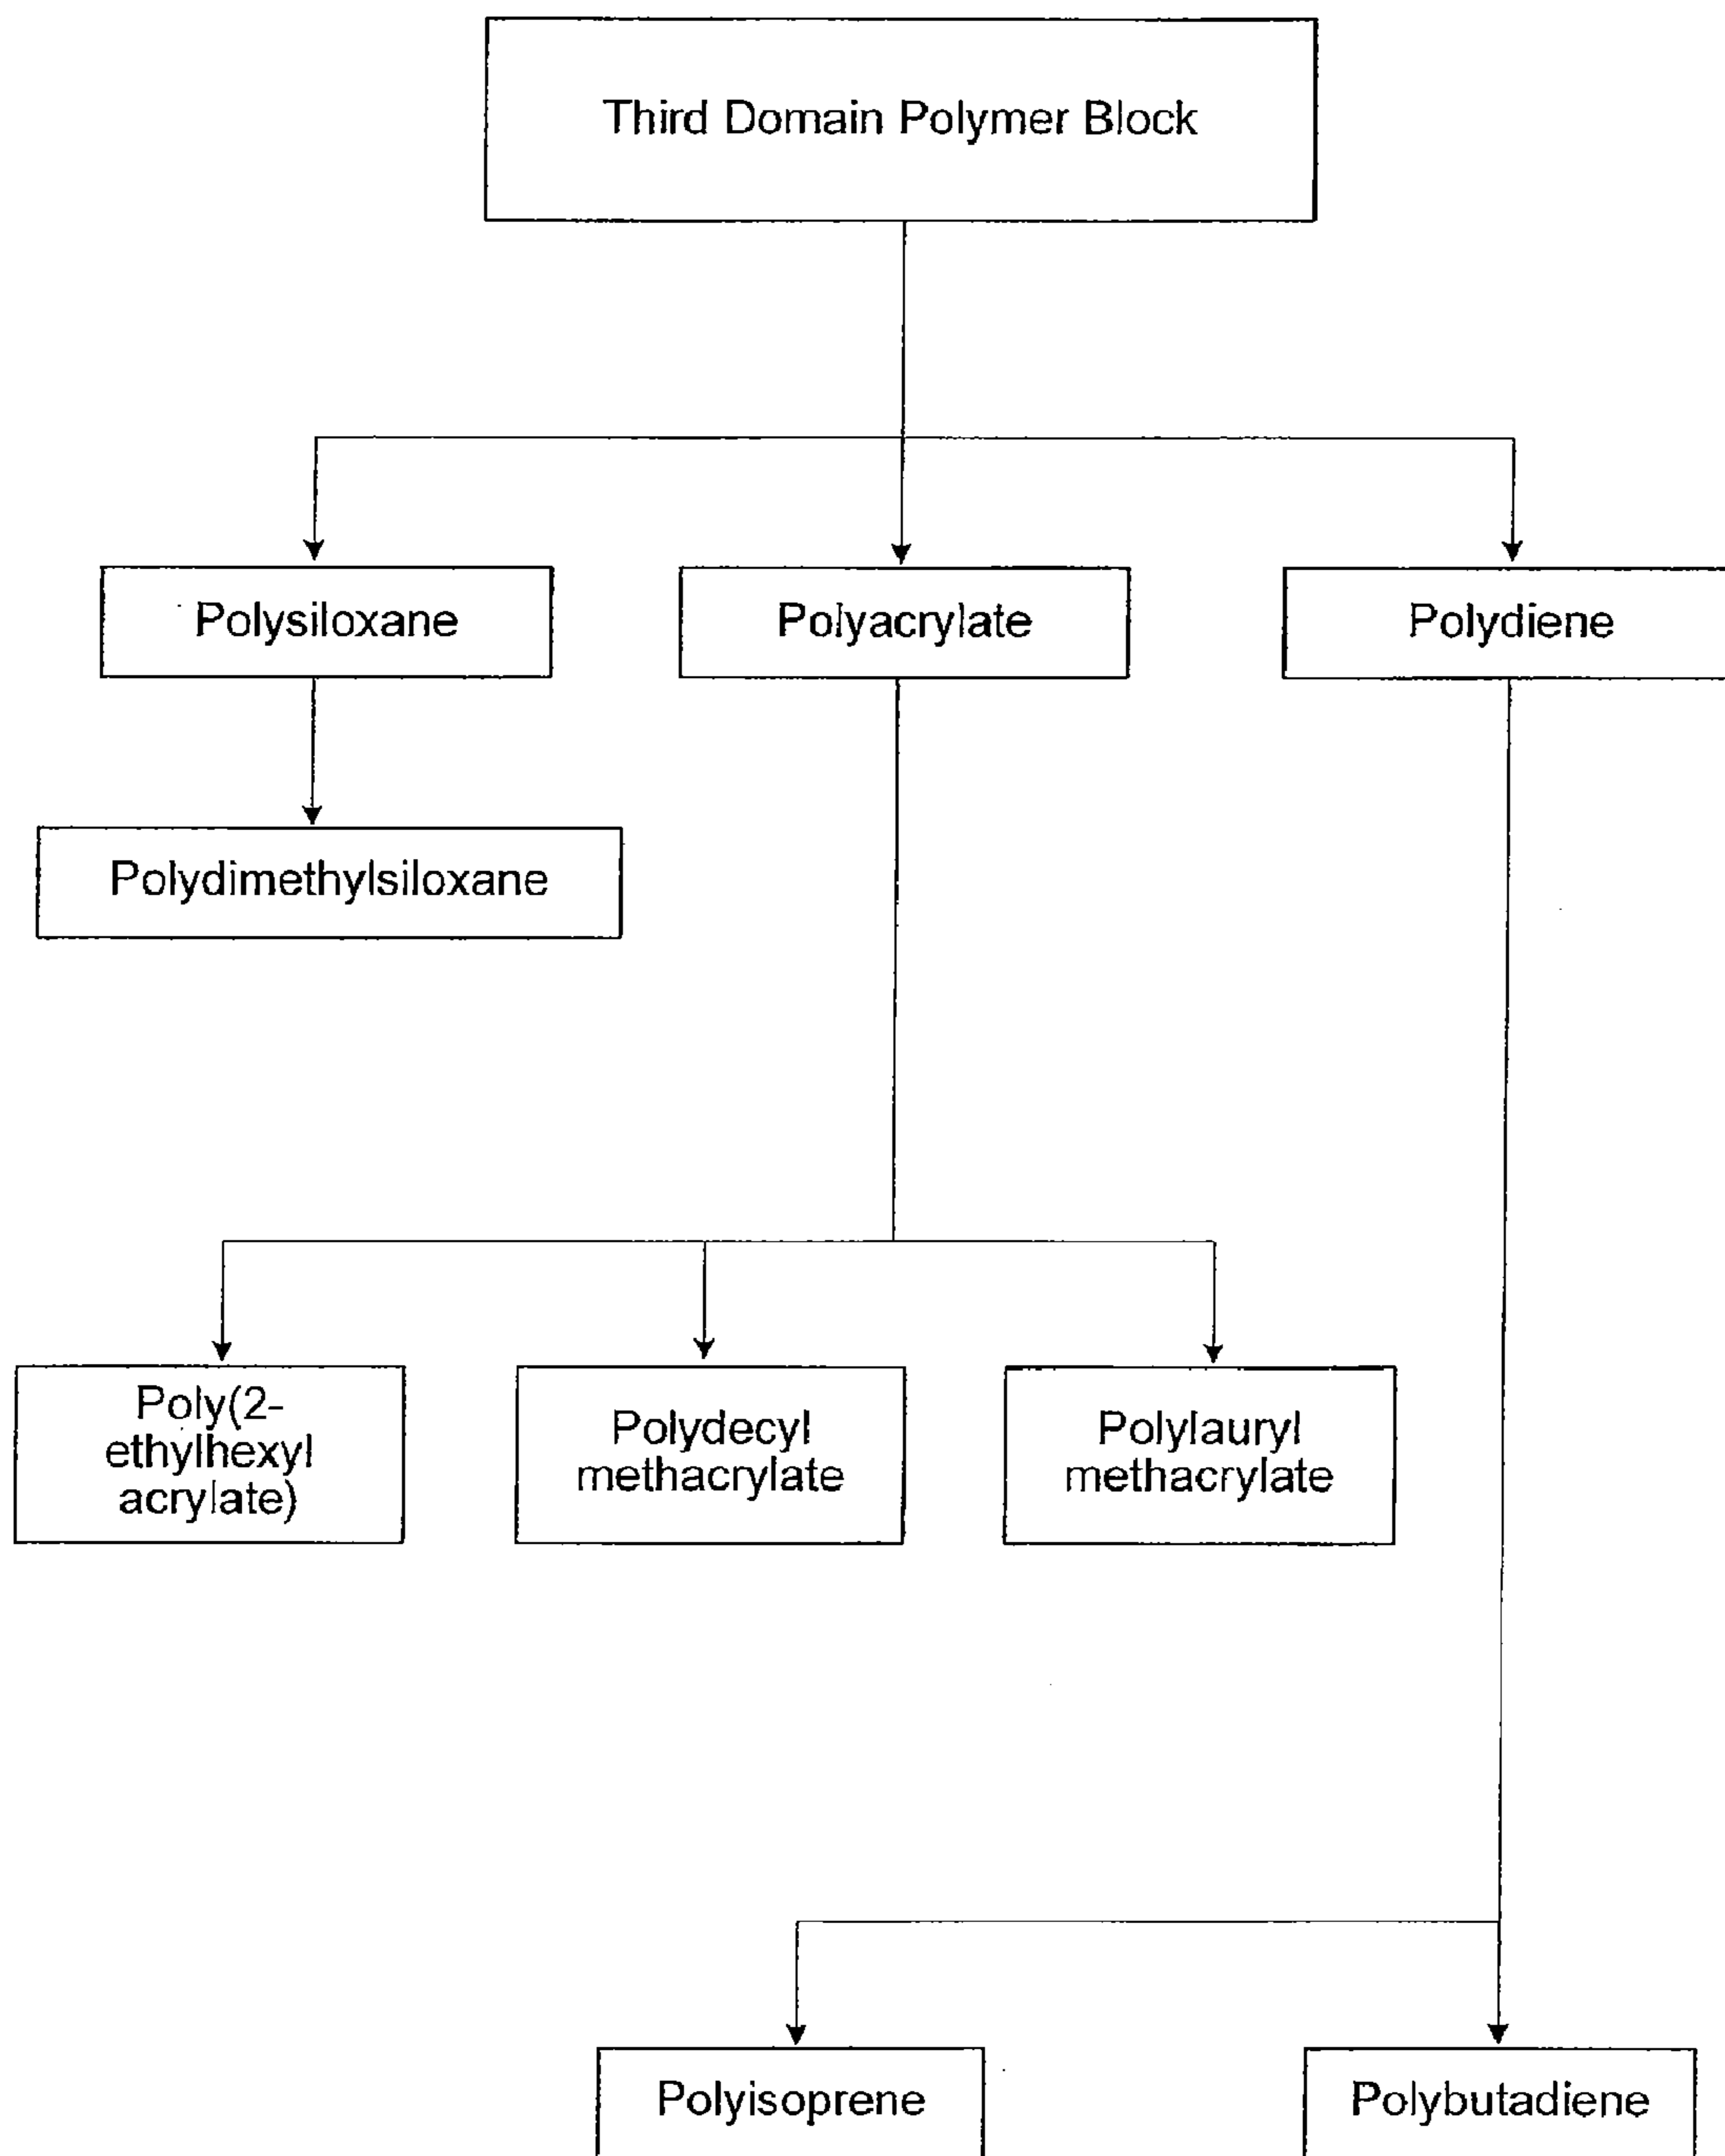 Third Domain Polymer Block
Polysiloxane
Polyacrylate
Polydiene
Polydimethylsiloxane
Poly(2-
ethylhexyl
acrylate)
Polydecyl
methacrylate
Polylauryl
methacrylate
Polyisoprene
Polybutadiene